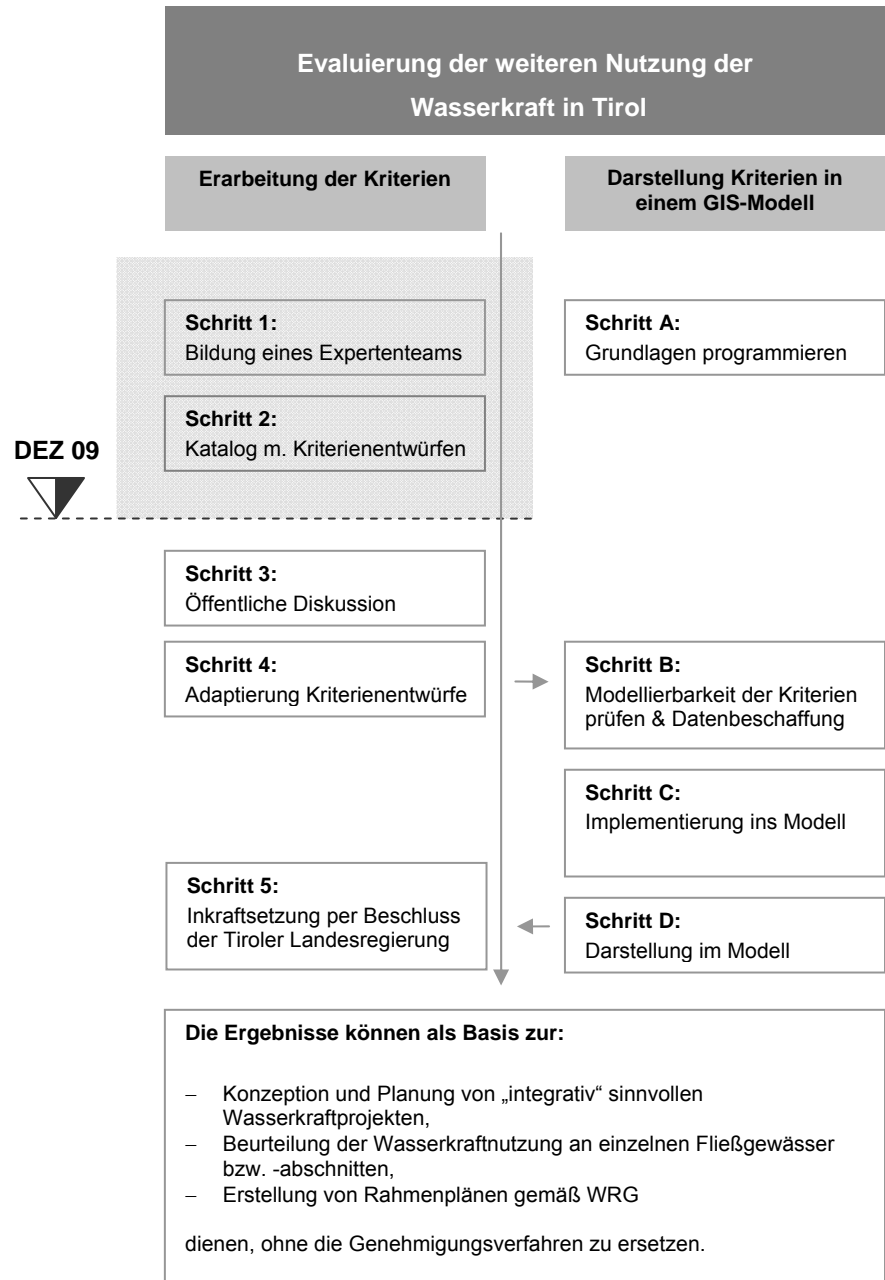 Evaluierung der weiteren Nutzung der
Wasserkraft in Tirol
Erarbeitung der Kriterien
Darstellung Kriterien in
einem GIS-Modell
Schritt 1:
Bildung eines Expertenteams
Schritt A:
Grundlagen programmieren
Schritt 2:
Katalog m. Kriterienentwürfen
DEZ 09
Schritt 3:
Öffentliche Diskussion
Schritt 4:
Adaptierung Kriterienentwürfe
Schritt B:
Modellierbarkeit der Kriterien
prüfen & Datenbeschaffung
Schritt C:
Implementierung ins Modell
Schritt 5:
Inkraftsetzung per Beschluss
der Tiroler Landesregierung
Schritt D:
Darstellung im Modell
Die Ergebnisse können als Basis zur:
– Konzeption und Planung von „integrativ“ sinnvollen
Wasserkraftprojekten,
– Beurteilung der Wasserkraftnutzung an einzelnen Fließgewässer
bzw. -abschnitten,
– Erstellung von Rahmenplänen gemäß WRG
dienen, ohne die Genehmigungsverfahren zu ersetzen.